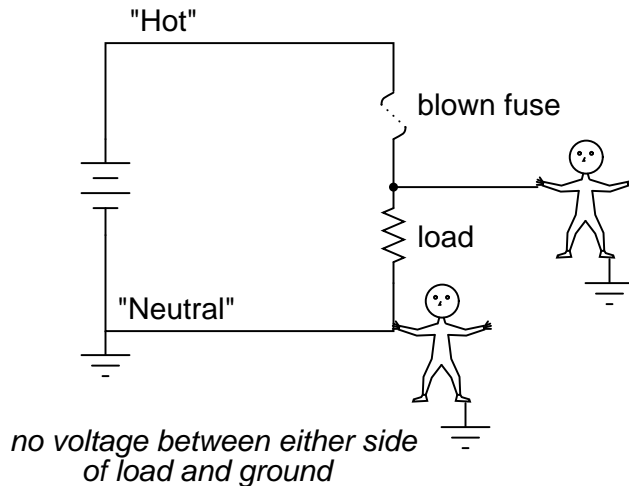 "Hot"
blown fuse
load
"Neutral"
no voltage between either side
of load and ground